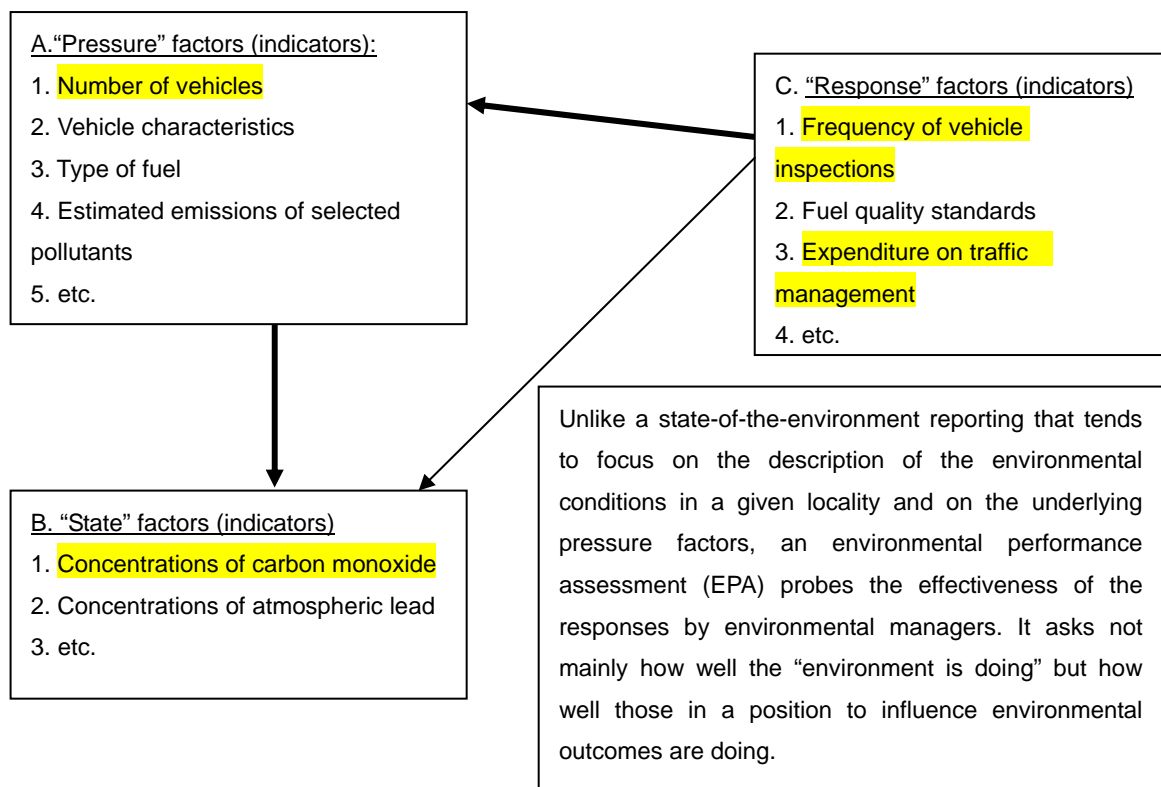 A.“Pressure” factors (indicators):
1. Number of vehicles
2. Vehicle characteristics
3. Type of fuel
4. Estimated emissions of selected
pollutants
5. etc.
C. “Response” factors (indicators)
1. Frequency of vehicle
inspections
2. Fuel quality standards
3. Expenditure on traffic
management
4. etc.
B. “State” factors (indicators)
1. Concentrations of carbon monoxide
2. Concentrations of atmospheric lead
3. etc.
Unlike a state-of-the-environment reporting that tends
to focus on the description of the environmental
conditions in a given locality and on the underlying
pressure factors, an environmental performance
assessment (EPA) probes the effectiveness of the
responses by environmental managers. It asks not
mainly how well the “environment is doing” but how
well those in a position to influence environmental
outcomes are doing.